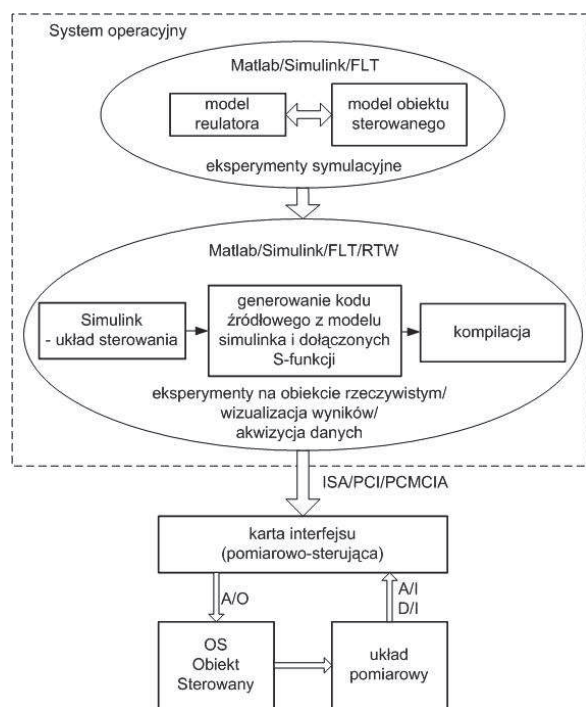 System operacyjny
Matlab/Simulink/FLT
model
reulatora
model obiektu
sterowanego
eksperymenty symulacyjne
Matlab/Simulink/FLT/RTW
Simulink
- układ sterowania
generowanie kodu
źródłowego z modelu
simulinka i dołączonych
S-funkcji
kompilacja
eksperymenty na obiekcie rzeczywistym/
wizualizacja wyników/
akwizycja danych
ISA/PCI/PCMCIA
karta interfejsu
(pomiarowo-sterująca)
A/O
A/I
D/I
OS
Obiekt
Sterowany
układ
pomiarowy